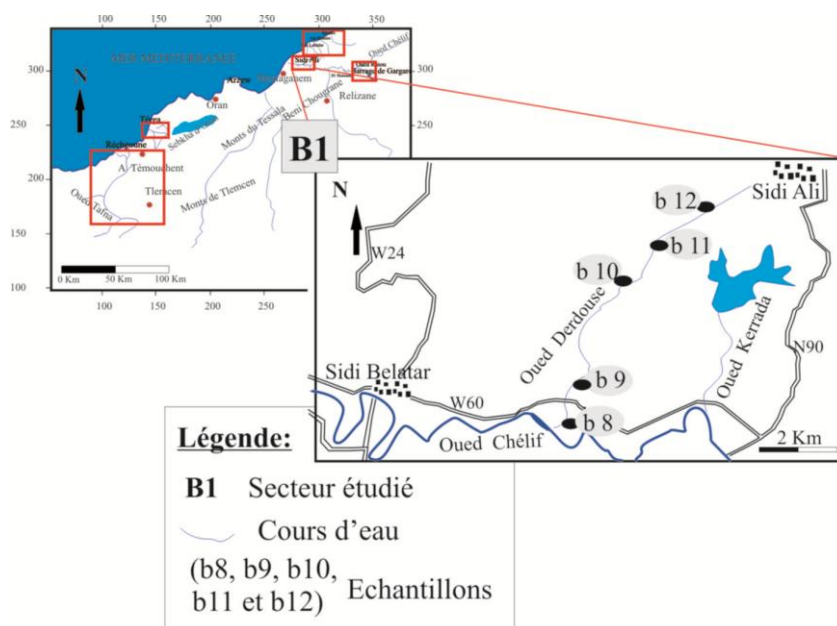 100
150
200
250
300
350
MER MEDITERRANEE
Oued Chélif
300
300
Sidi Ali
Barrage de Gargar
N
Arzew
Oran
Relizane
Beni Chougrane
250
250
Monts du Tessala
A. Témouchent
200
Tlemcen
Monts de Tlemcen
Oued Tafna
150
100
0 Km
50 Km
100 Km
100
150
200
250
B1
N
W24
Sidi Ali
b 12
b 11
b 10
Oued Derdouse
Oued Kerrada
N90
Sidi Belatar
b 9
W60
b 8
Oued Chélif
2 Km
Légende:
B1 Secteur étudié
Cours d’eau
(b8, b9, b10,
b11 et b12) Echantillons